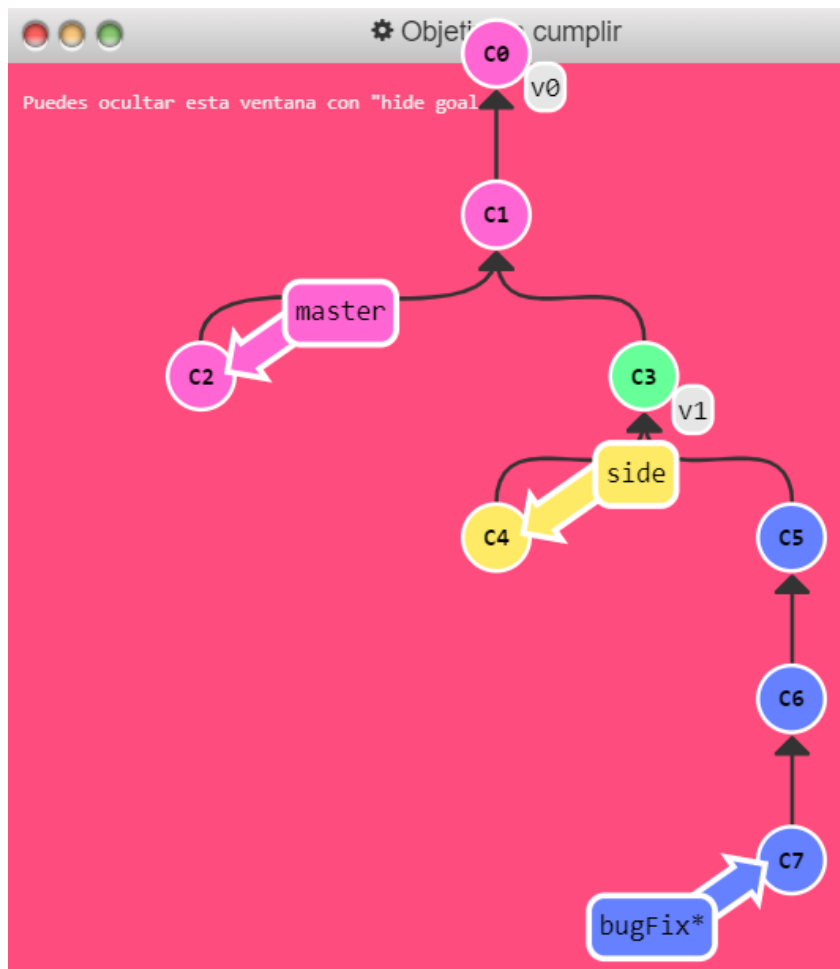 Objeti cumplir
C0
v0
Puedes ocultar esta ventana con "hide goal
C1
master
C2
C3
v1
side
C4
C5
C6
C7
bugFix*